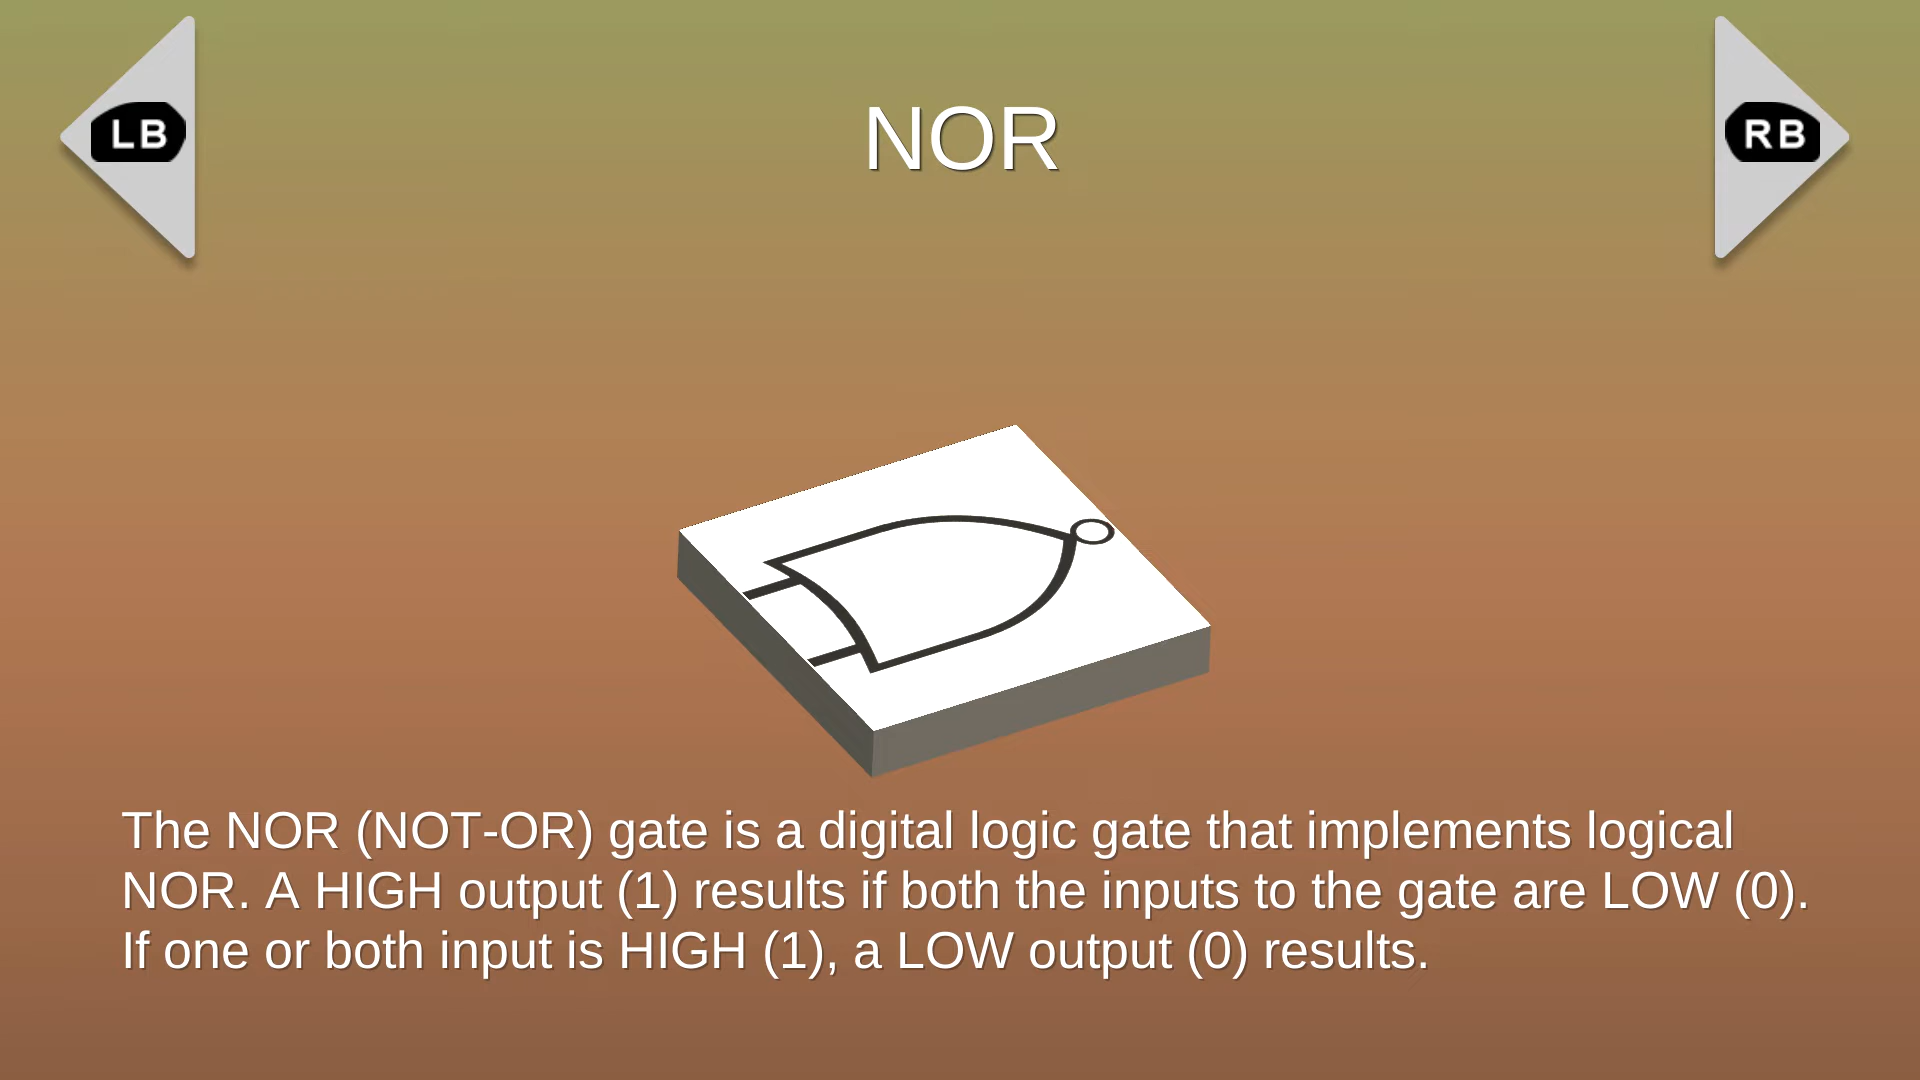 LB
NOR
RB
The NOR (NOT-OR) gate is a digital logic gate that implements logical
NOR. A HIGH output (1) results if both the inputs to the gate are LOW (0).
If one or both input is HIGH (1), a LOW output (0) results.